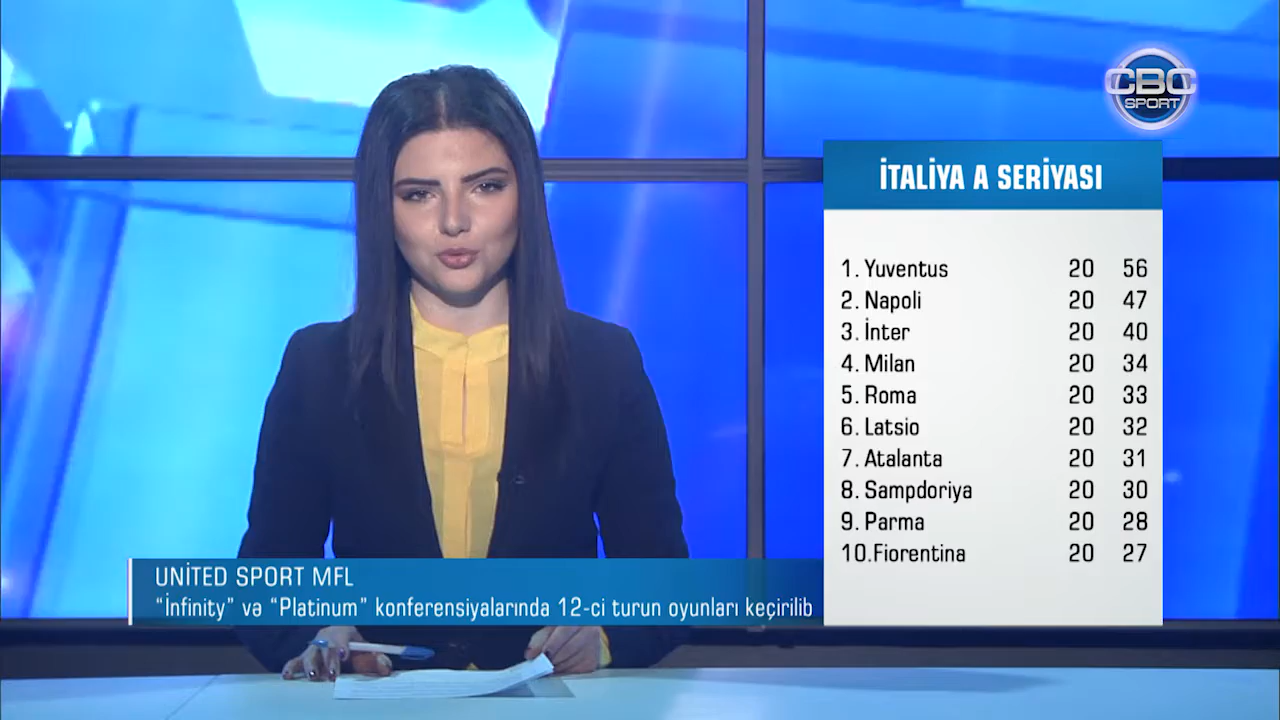 CBC
SPORT
İTALİYA A SERİYASI
1. Yuventus 20 56
2. Napoli 20 47
3. İnter 20 40
4. Milan 20 34
5. Roma 20 33
6. Latsio 20 32
7. Atalanta 20 31
8. Sampdoriya 20 30
9. Parma 20 28
10.Fiorentina 20 27
UNİTED SPORT MFL
“İnfinity” və “Platinum” konferensiyalarında 12-ci turun oyunları keçirilib